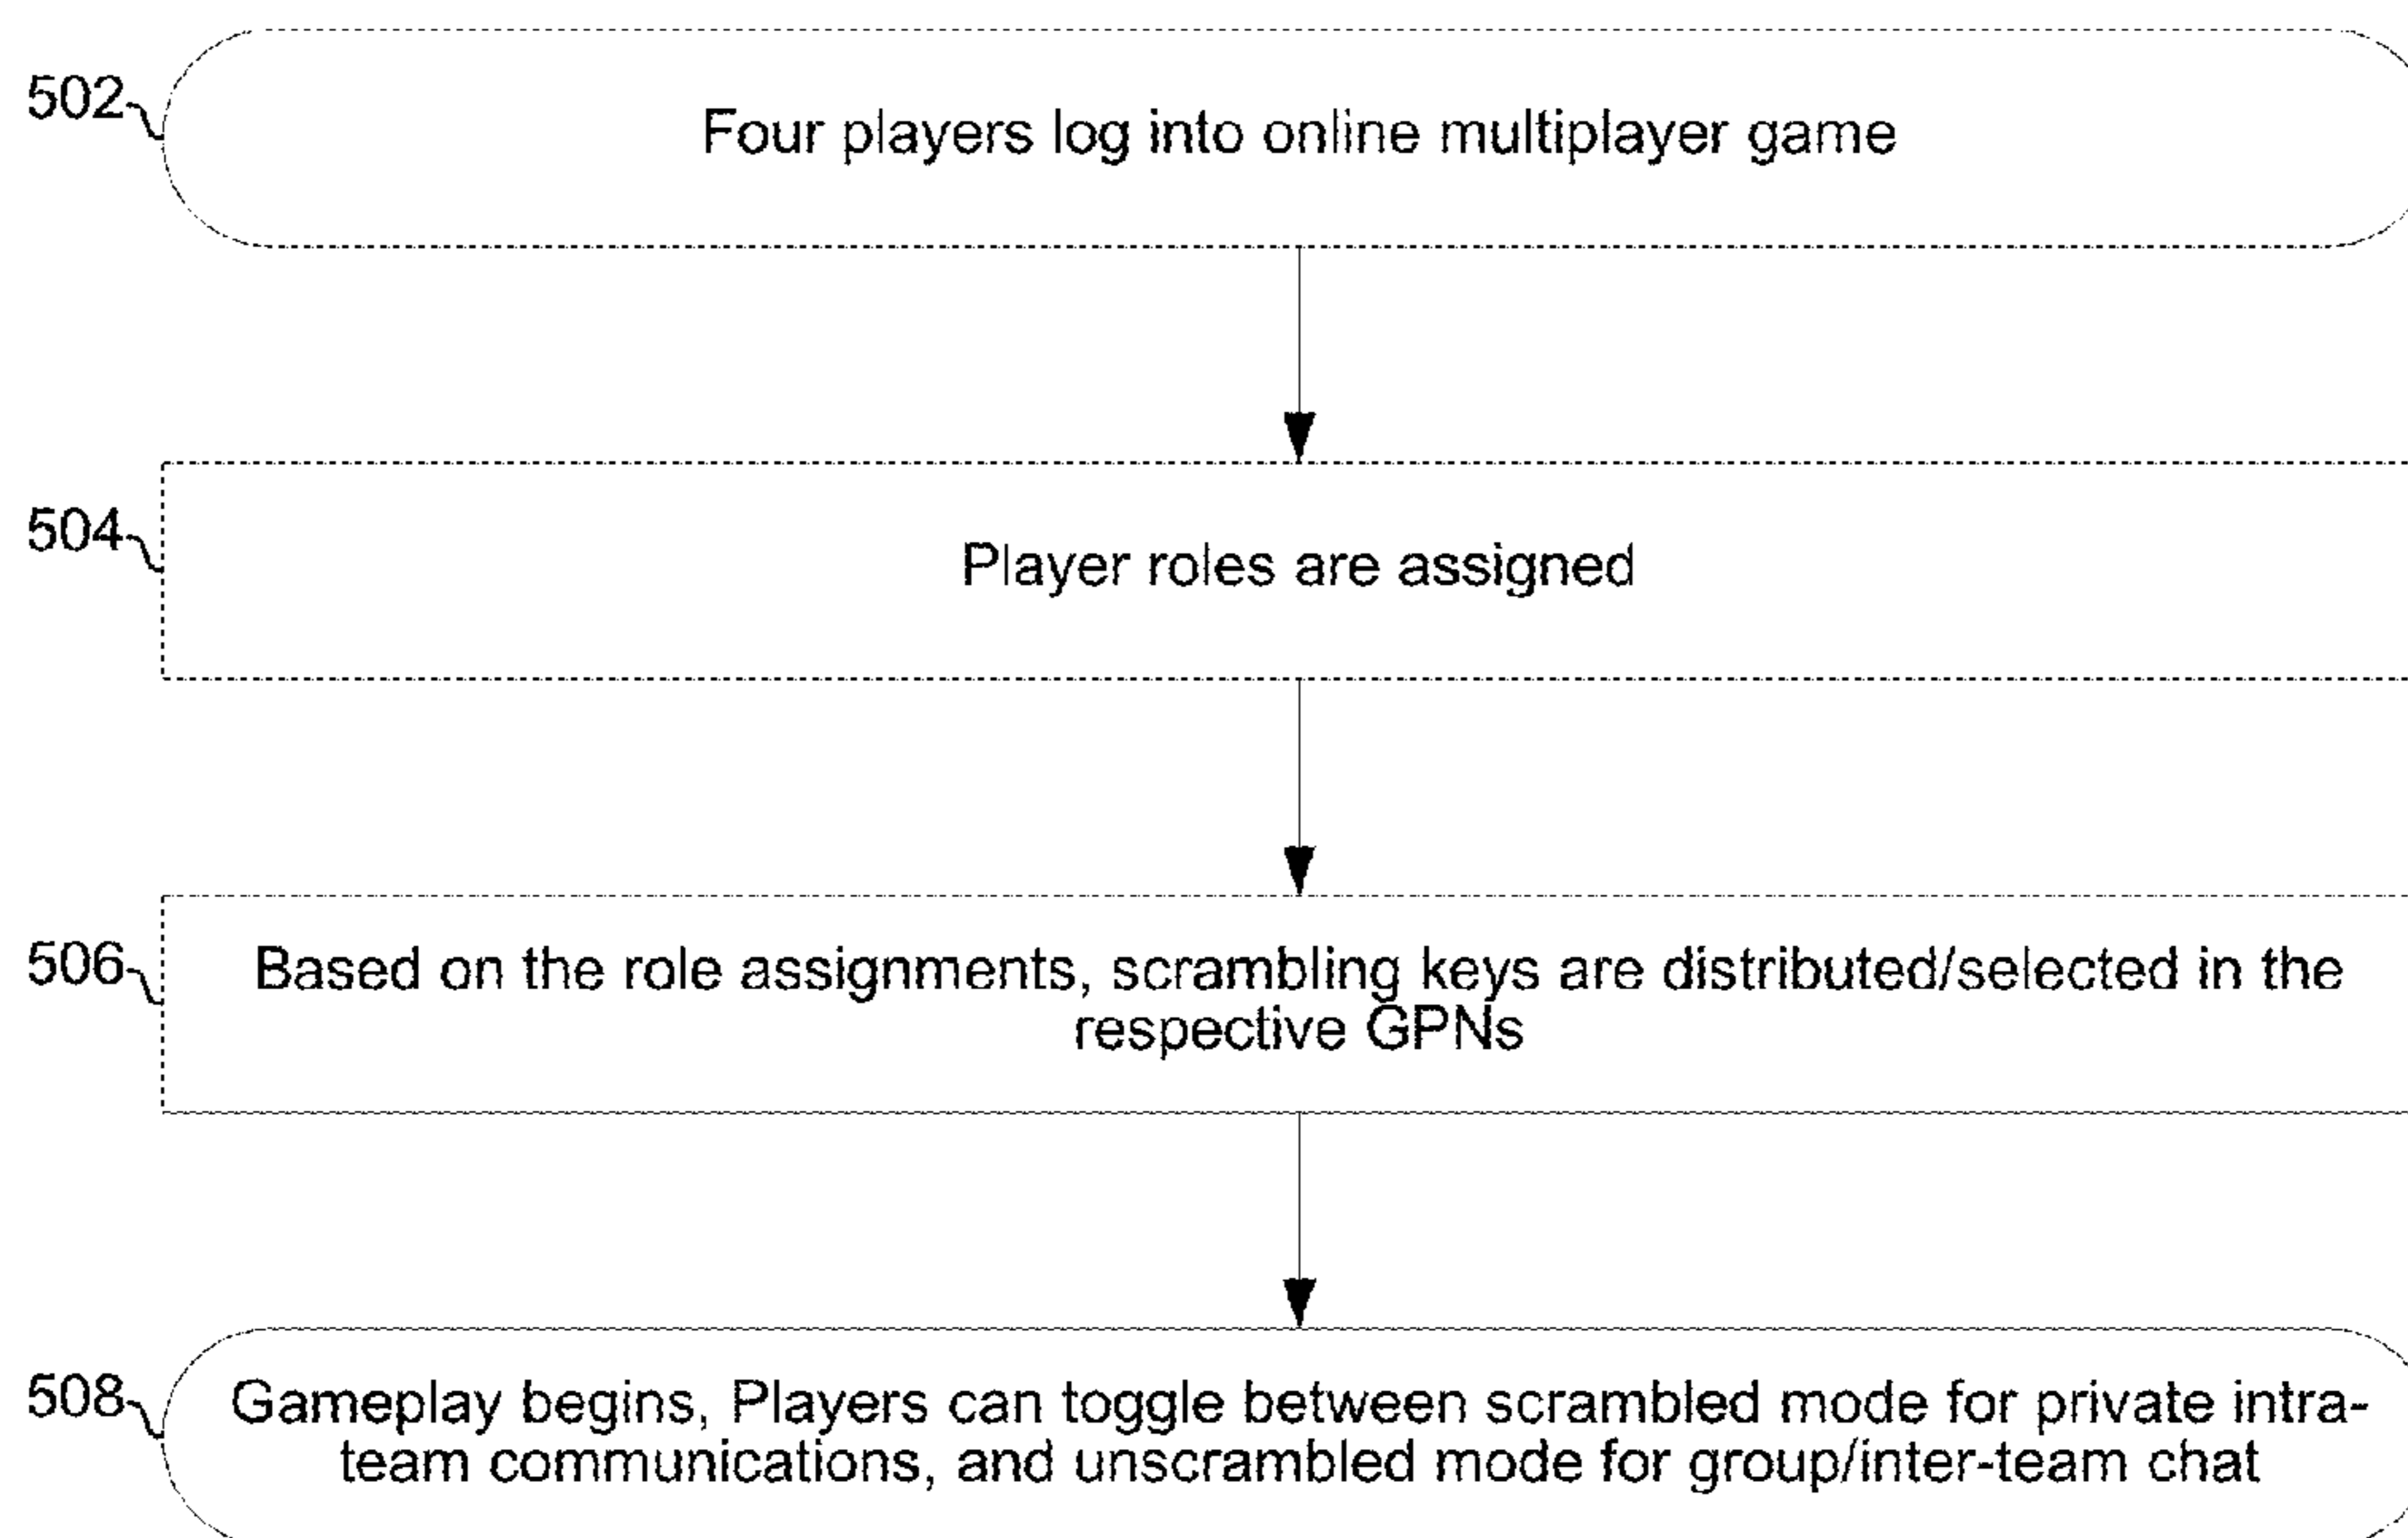 502
Four players log into online multiplayer game
504
Player roles are assigned
506
Based on the role assignments, scrambling keys are distributed/selected in the
respective GPNs
508
Gameplay begins, Players can toggle between scrambled mode for private intra-
team communications, and unscrambled mode for group/inter-team chat